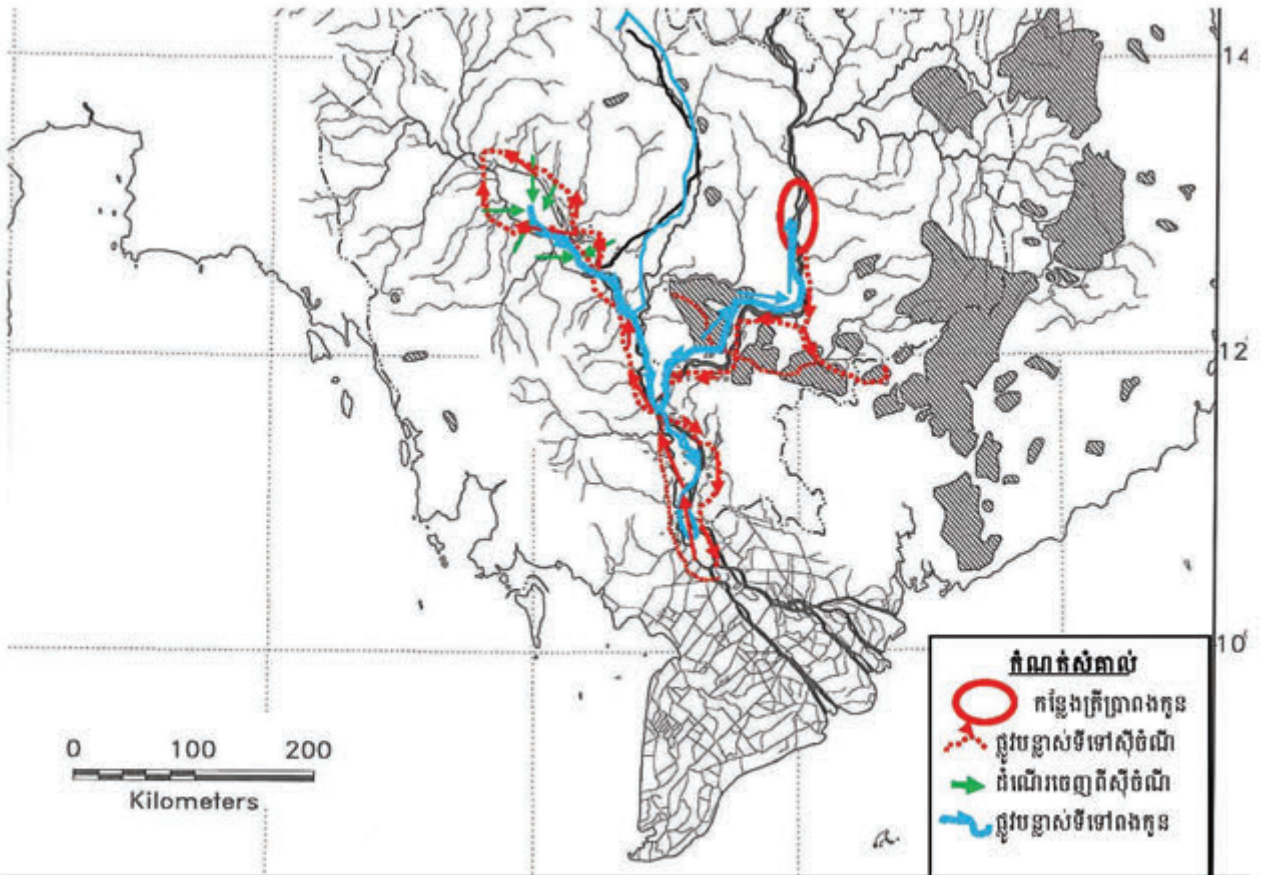 14
12
10
កំណត់សំគាល់
កន្លែងត្រីប្រាពងកូន
ផ្លូវបន្លាស់ទីទៅស៊ីចំណី
ដំណើរចេញពីស៊ីចំណី
ផ្លូវបន្លាស់ទីទៅពងកូន
0 100 200
Kilometers